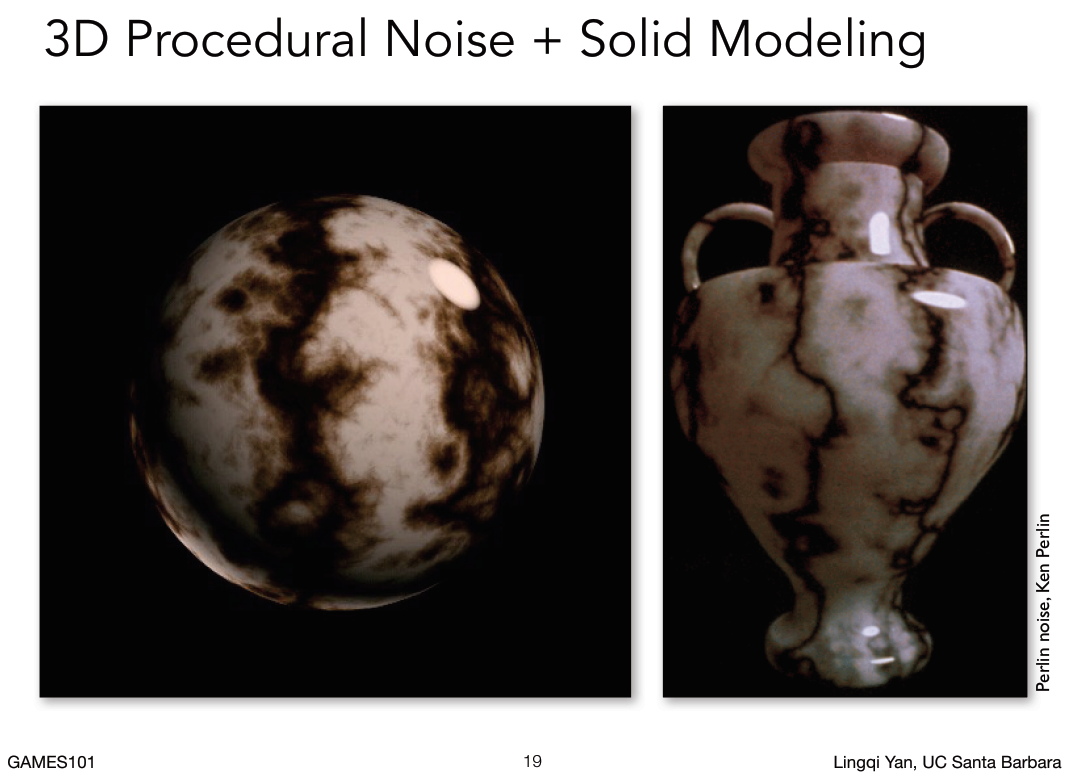 3D Procedural Noise + Solid Modeling
Perlin noise, Ken Perlin
GAMES101
19
Lingqi Yan, UC Santa Barbara